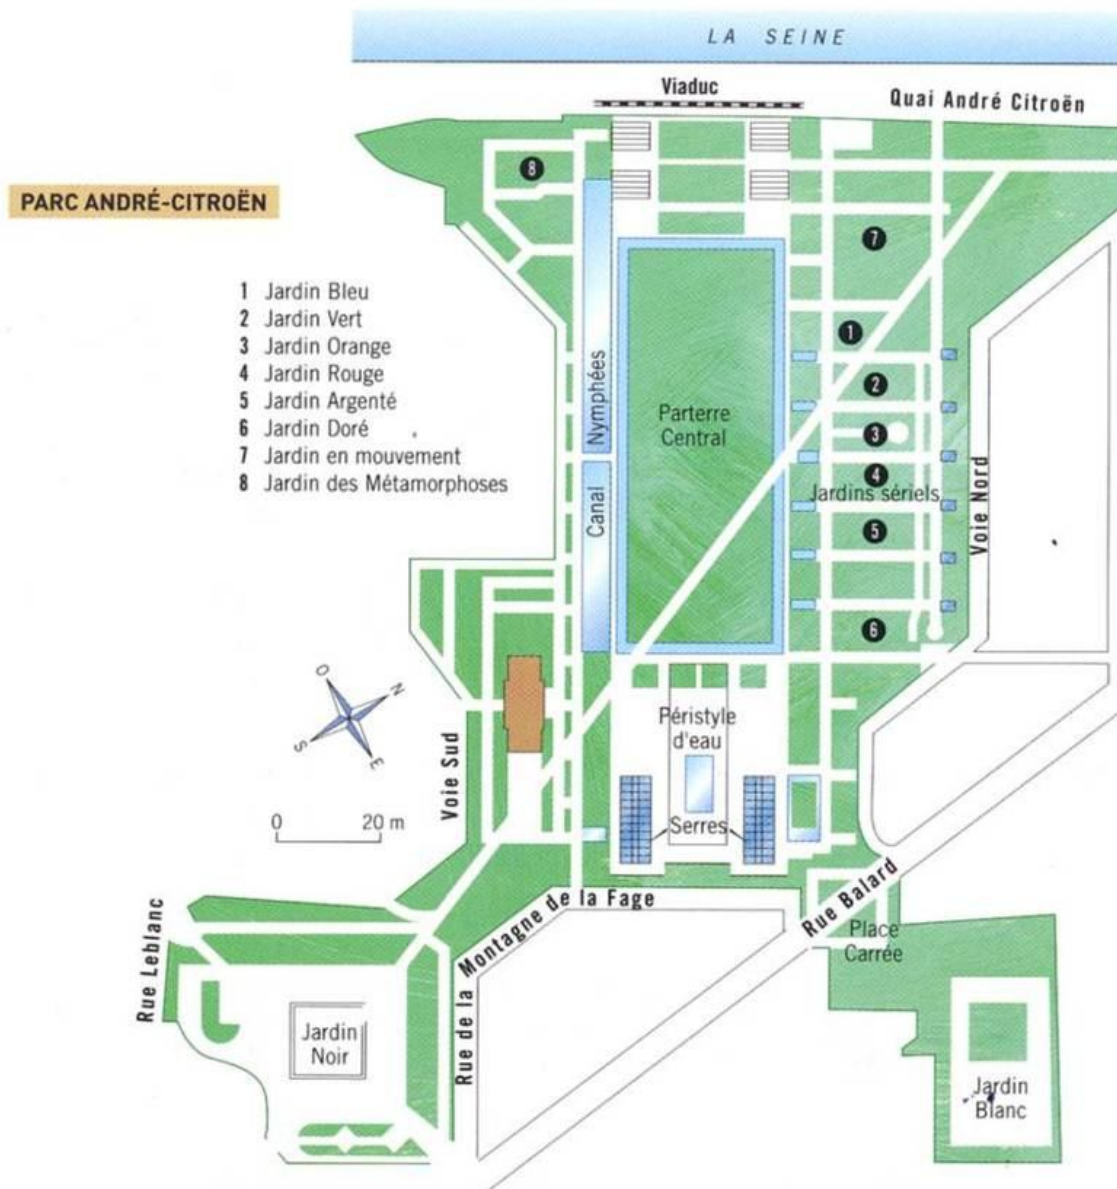 LA SEINE
Viaduc
Quai André Citroën
8
PARC ANDRÉ-CITROËN
7
1 Jardin Bleu
2 Jardin Vert
3 Jardin Orange
4 Jardin Rouge
5 Jardin Argenté
6 Jardin Doré
7 Jardin en mouvement
8 Jardin des Métamorphoses
1
2
3
4
5
6
Nymphées
Canal
Parterre
Central
Jardins sériels
Voie Nord
O
N
S
E
0 20 m
Voie Sud
Péristyle
d'eau
Serres
Rue Leblanc
Rue de la Montagne de la Fage
Rue Balard
Place
Carrée
Jardin
Noir
Jardin
Blanc